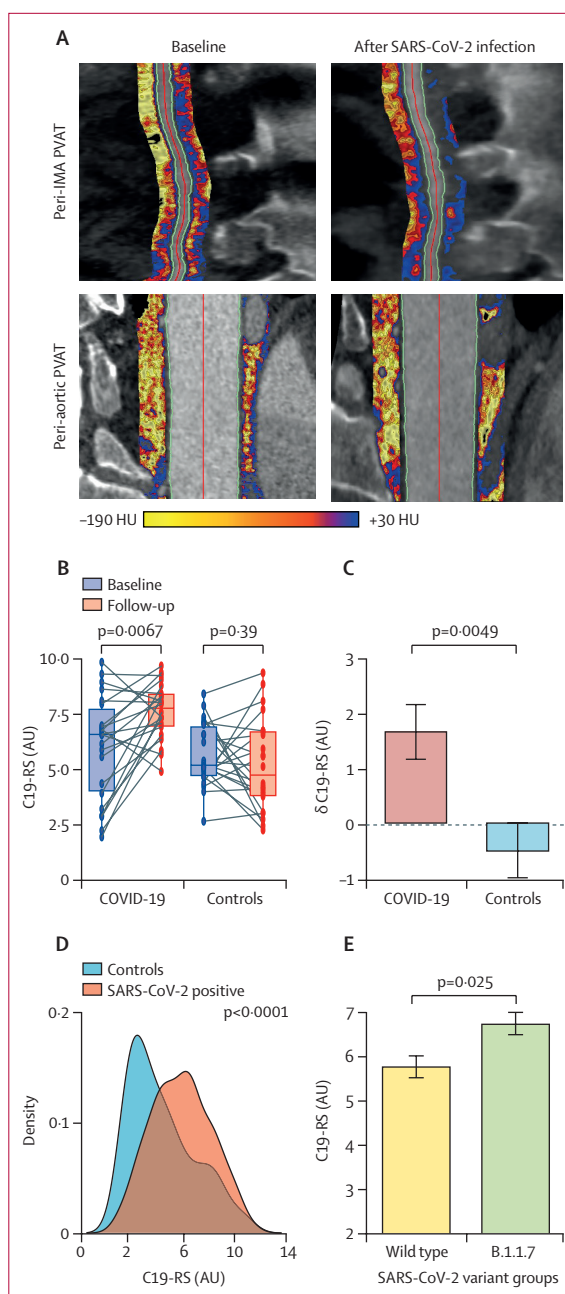 A
Baseline
After SARS-CoV-2 infection
Peri-IMA PVAT
Peri-aortic PVAT
–190 HU
+30 HU
B
Baseline
Follow-up
p=0·0067
p=0·39
10·0
7·5
5·0
2·5
0
C19-RS (AU)
COVID-19
Controls
C
p=0·0049
3
2
1
0
–1
δ C19-RS (AU)
COVID-19
Controls
D
Controls
SARS-CoV-2 positive
p<0·0001
0·2
0·1
0
Density
0
2
6
10
14
C19-RS (AU)
E
p=0·025
7
6
5
4
3
2
C19-RS (AU)
Wild type
B.1.1.7
SARS-CoV-2 variant groups